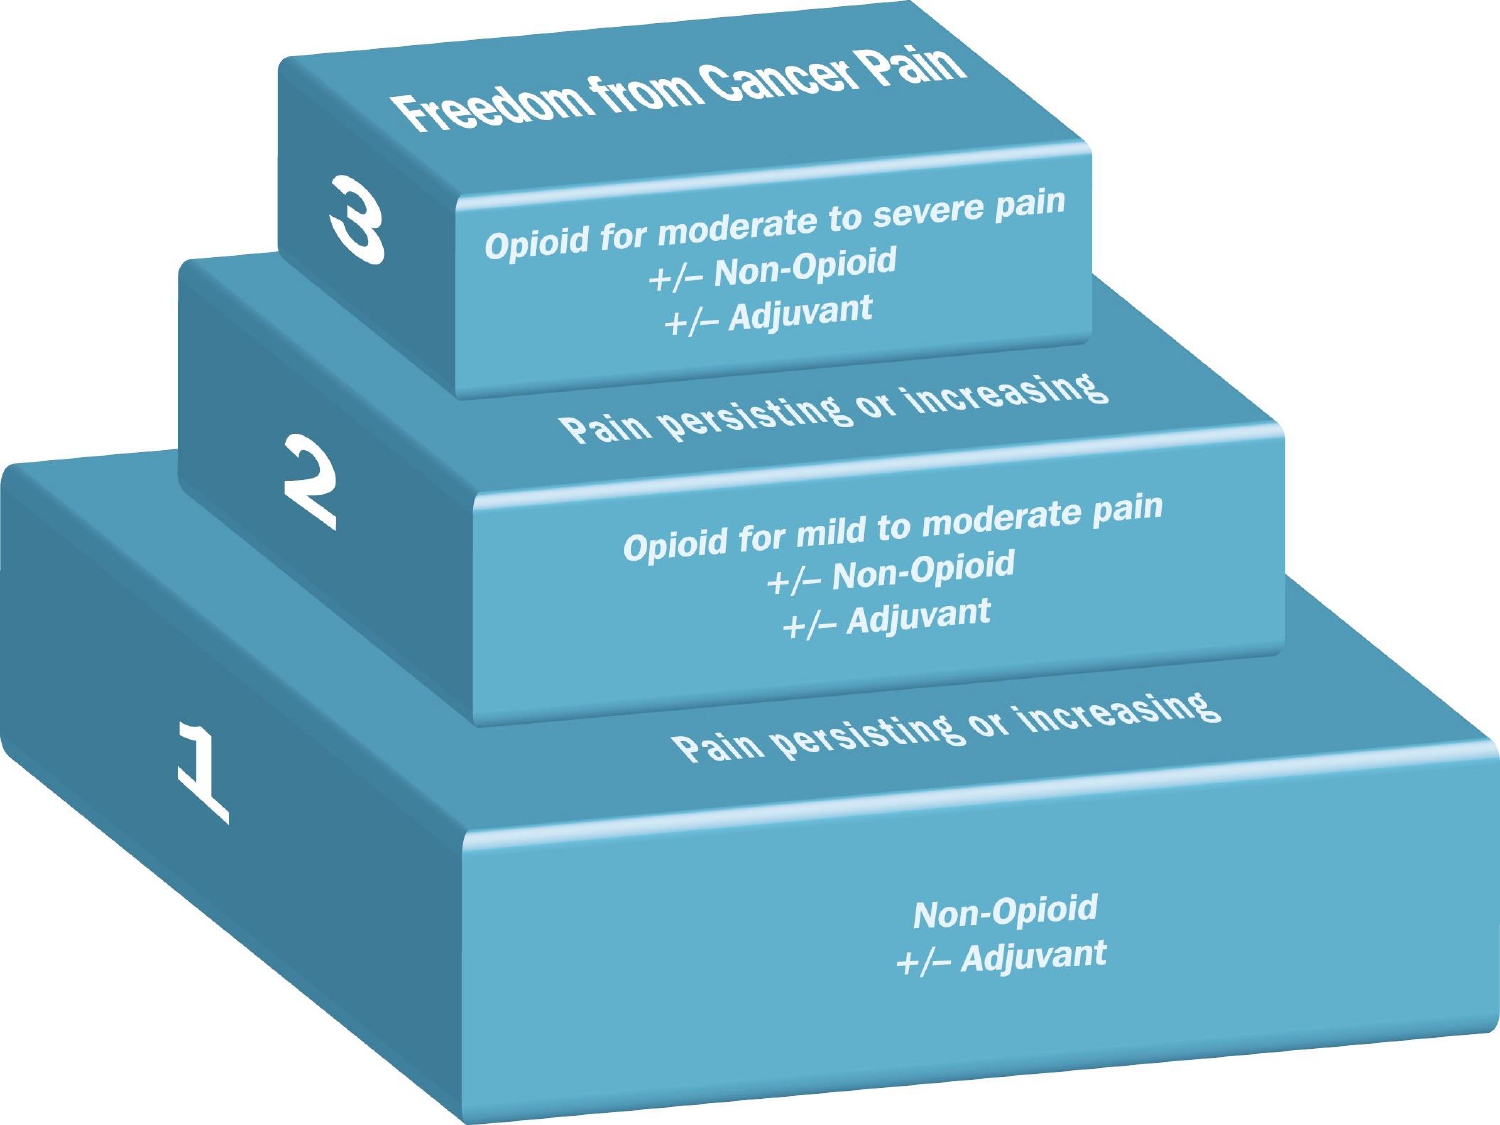 Freedom from Cancer Pain
3
Opioid for moderate to severe pain
+/– Non-Opioid
+/– Adjuvant
Pain persisting or increasing
2
Opioid for mild to moderate pain
+/– Non-Opioid
+/– Adjuvant
Pain persisting or increasing
1
Non-Opioid
+/– Adjuvant